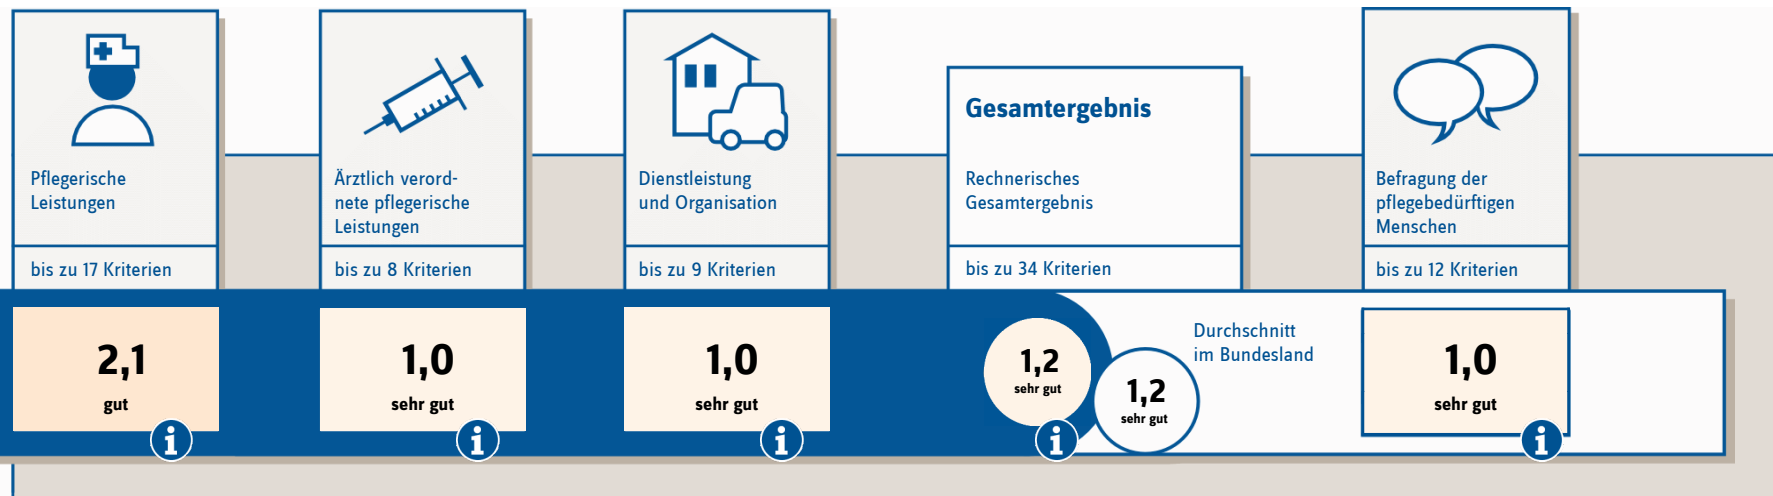 Pflegerische
Leistungen
bis zu 17 Kriterien
2,1
gut
Ärztlich verord-
nete pflegerische
Leistungen
bis zu 8 Kriterien
1,0
sehr gut
Dienstleistung
und Organisation
bis zu 9 Kriterien
1,0
sehr gut
Gesamtergebnis
Rechnerisches
Gesamtergebnis
bis zu 34 Kriterien
1,2
sehr gut
1,2
sehr gut
Durchschnitt
im Bundesland
Befragung der
pflegebedürftigen
Menschen
bis zu 12 Kriterien
1,0
sehr gut